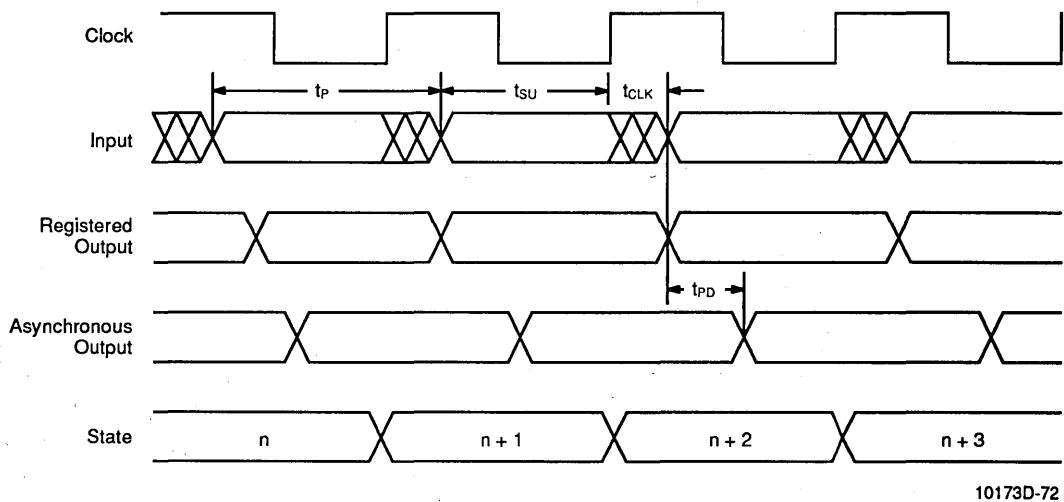 Clock
tP
tSU
tCLK
Input
Registered
Output
tPD
Asynchronous
Output
State
n
n + 1
n + 2
n + 3
10173D-72